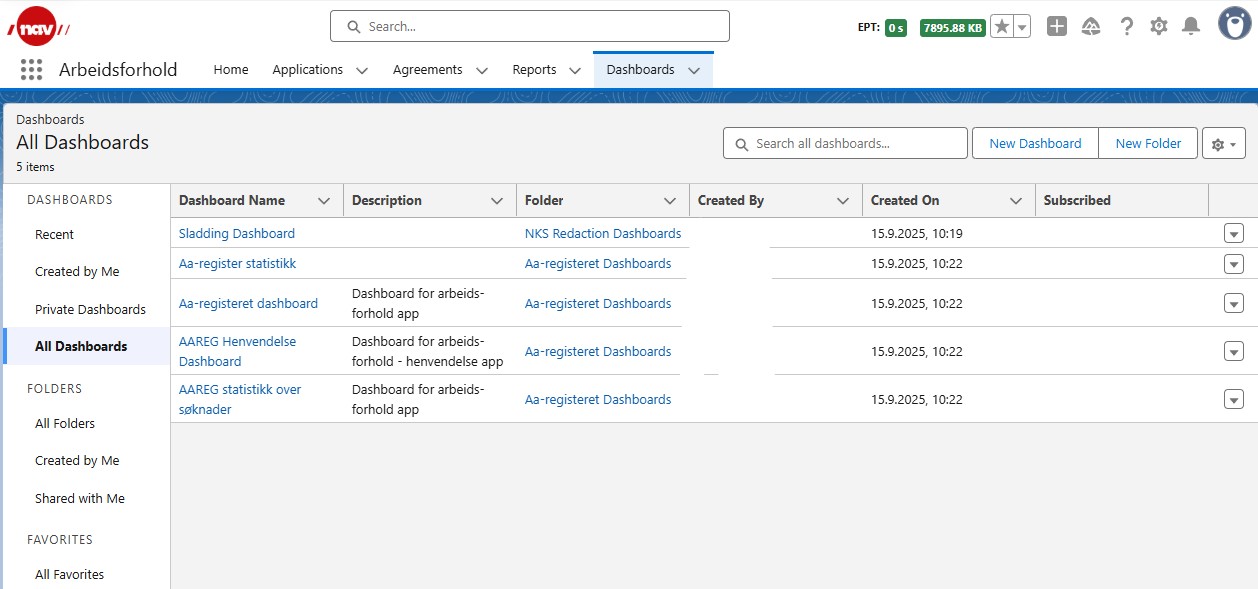 nav
Search...
EPT: 0 s 7895.88 KB
Arbeidsforhold Home Applications Agreements Reports Dashboards
Dashboards
All Dashboards
5 items
Search all dashboards...
New Dashboard New Folder
DASHBOARDS
Recent
Created by Me
Private Dashboards
All Dashboards
FOLDERS
All Folders
Created by Me
Shared with Me
FAVORITES
All Favorites
Dashboard Name Description Folder Created By Created On Subscribed
Sladding Dashboard NKS Redaction Dashboards 15.9.2025, 10:19
Aa-register statistikk Aa-registeret Dashboards 15.9.2025, 10:22
Aa-registeret dashboard Dashboard for arbeids-
forhold app Aa-registeret Dashboards 15.9.2025, 10:22
AAREG Henvendelse
Dashboard Dashboard for arbeids-
forhold - henvendelse app Aa-registeret Dashboards 15.9.2025, 10:22
AAREG statistikk over
søknader Dashboard for arbeids-
forhold app Aa-registeret Dashboards 15.9.2025, 10:22